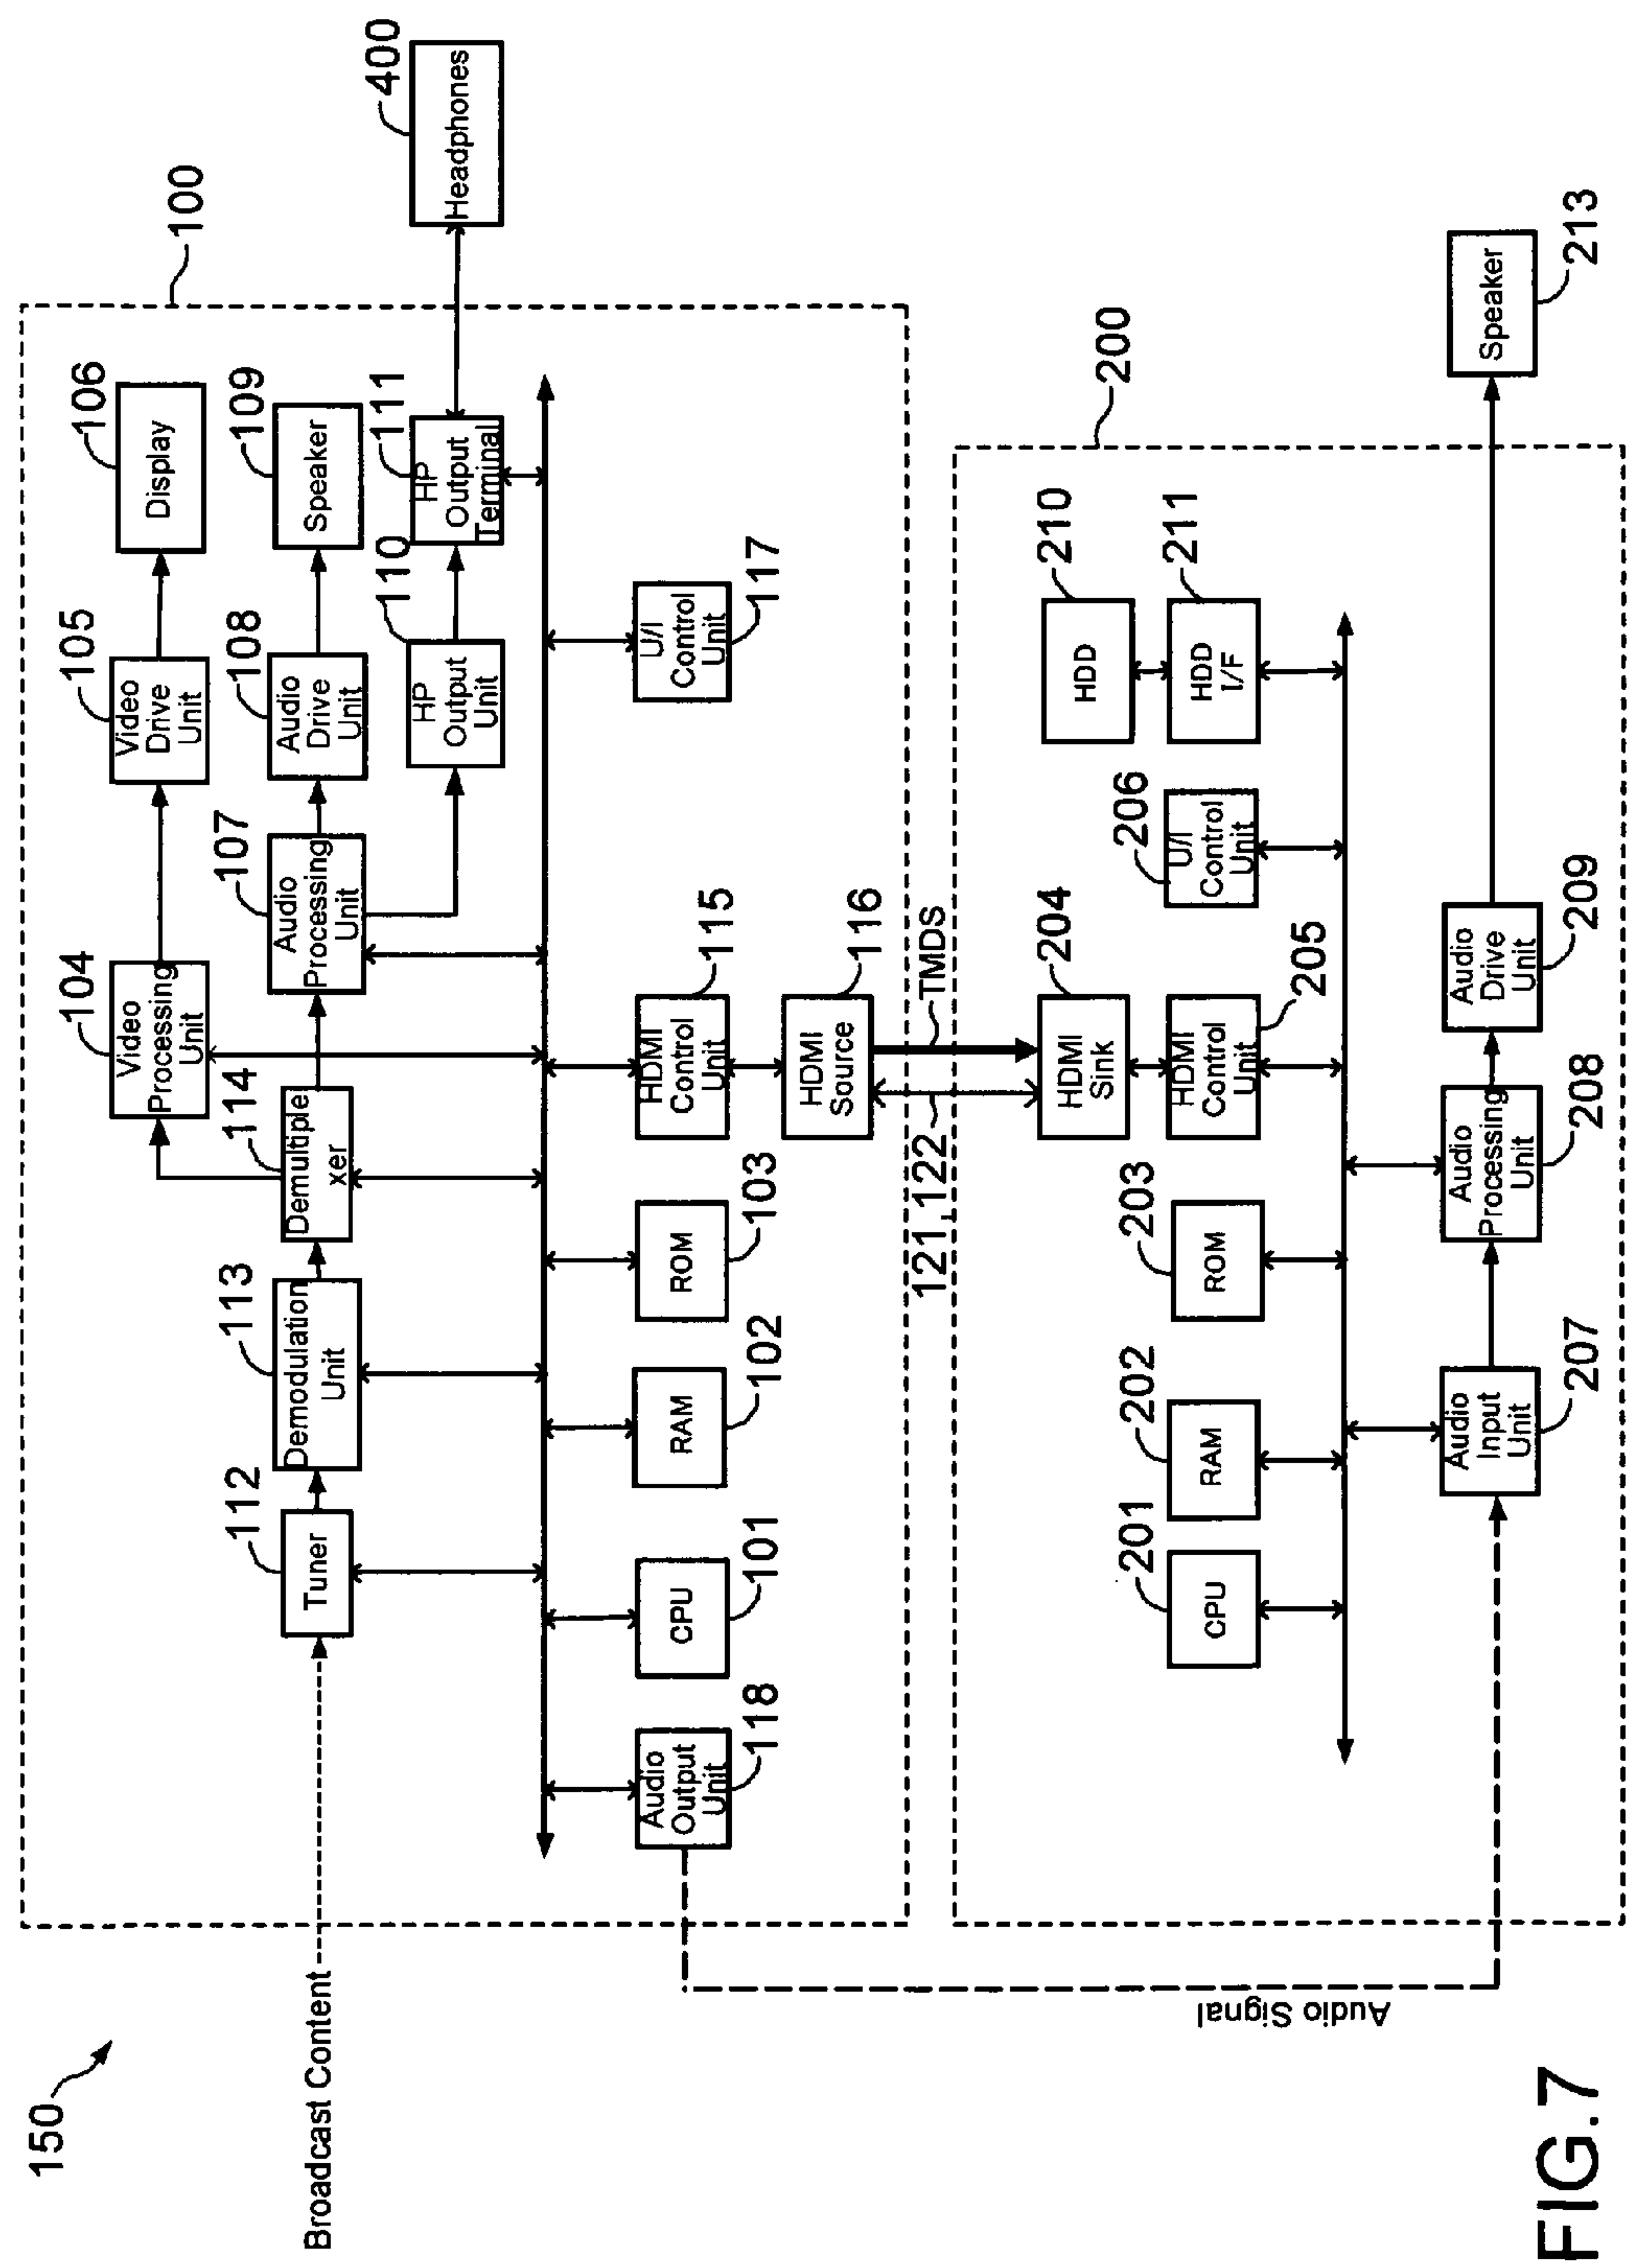 150
Broadcast Content
100
104
Video
Processing
Unit
105
Video
Drive
Unit
106
Display
112
Tuner
113
Demodulation
Unit
114
Demultiple
xer
107
Audio
Processing
Unit
108
Audio
Drive
Unit
109
Speaker
110
HP
Output
Unit
111
HP
Output
Terminal
400
Headphones
Audio
Output
Unit
118
CPU
101
RAM
102
ROM
103
HDMI
Control
Unit
115
U/I
Control
Unit
117
HDMI
Source
116
121,122
TMDS
200
HDMI
Sink
204
HDD
210
201
CPU
202
RAM
203
ROM
HDMI
Control
Unit
205
206
U/I
Control
Unit
HDD
I/F
211
Audio Signal
Audio
Input
Unit
207
Audio
Processing
Unit
208
Audio
Drive
Unit
209
Speaker
213
FIG.7